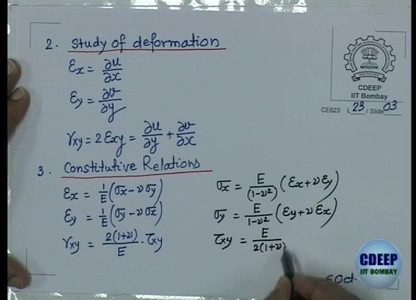 2. Study of deformation
εx = ∂u/∂x
εy = ∂v/∂y
γxy = 2εxy = ∂u/∂y + ∂v/∂x
3. Constitutive Relations
εx = 1/E (σx − νσy)
εy = 1/E (σy − νσx)
γxy = 2(1+ν)/E · τxy
σx = E/(1−ν²) (εx + νεy)
σy = E/(1−ν²) (εy + νεx)
τxy = E/2(1+ν)
CDEEP
IIT Bombay
CE623 L 23 /Slide 03
CDEEP
IIT BOMBAY